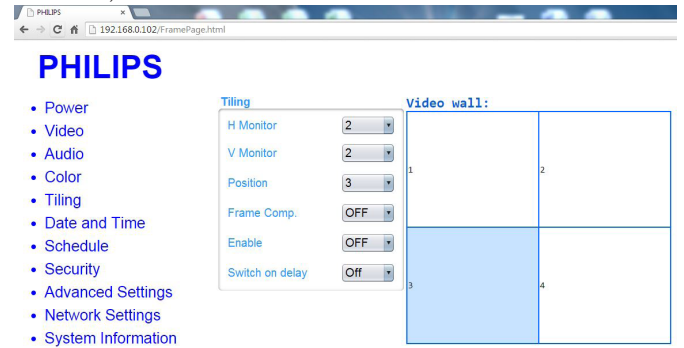 PHILIPS
192.168.0.102/FramePage.html
PHILIPS
• Power
• Video
• Audio
• Color
• Tiling
• Date and Time
• Schedule
• Security
• Advanced Settings
• Network Settings
• System Information
Tiling
H Monitor 2
V Monitor 2
Position 3
Frame Comp. OFF
Enable OFF
Switch on delay Off
Video wall:
1 2
3 4